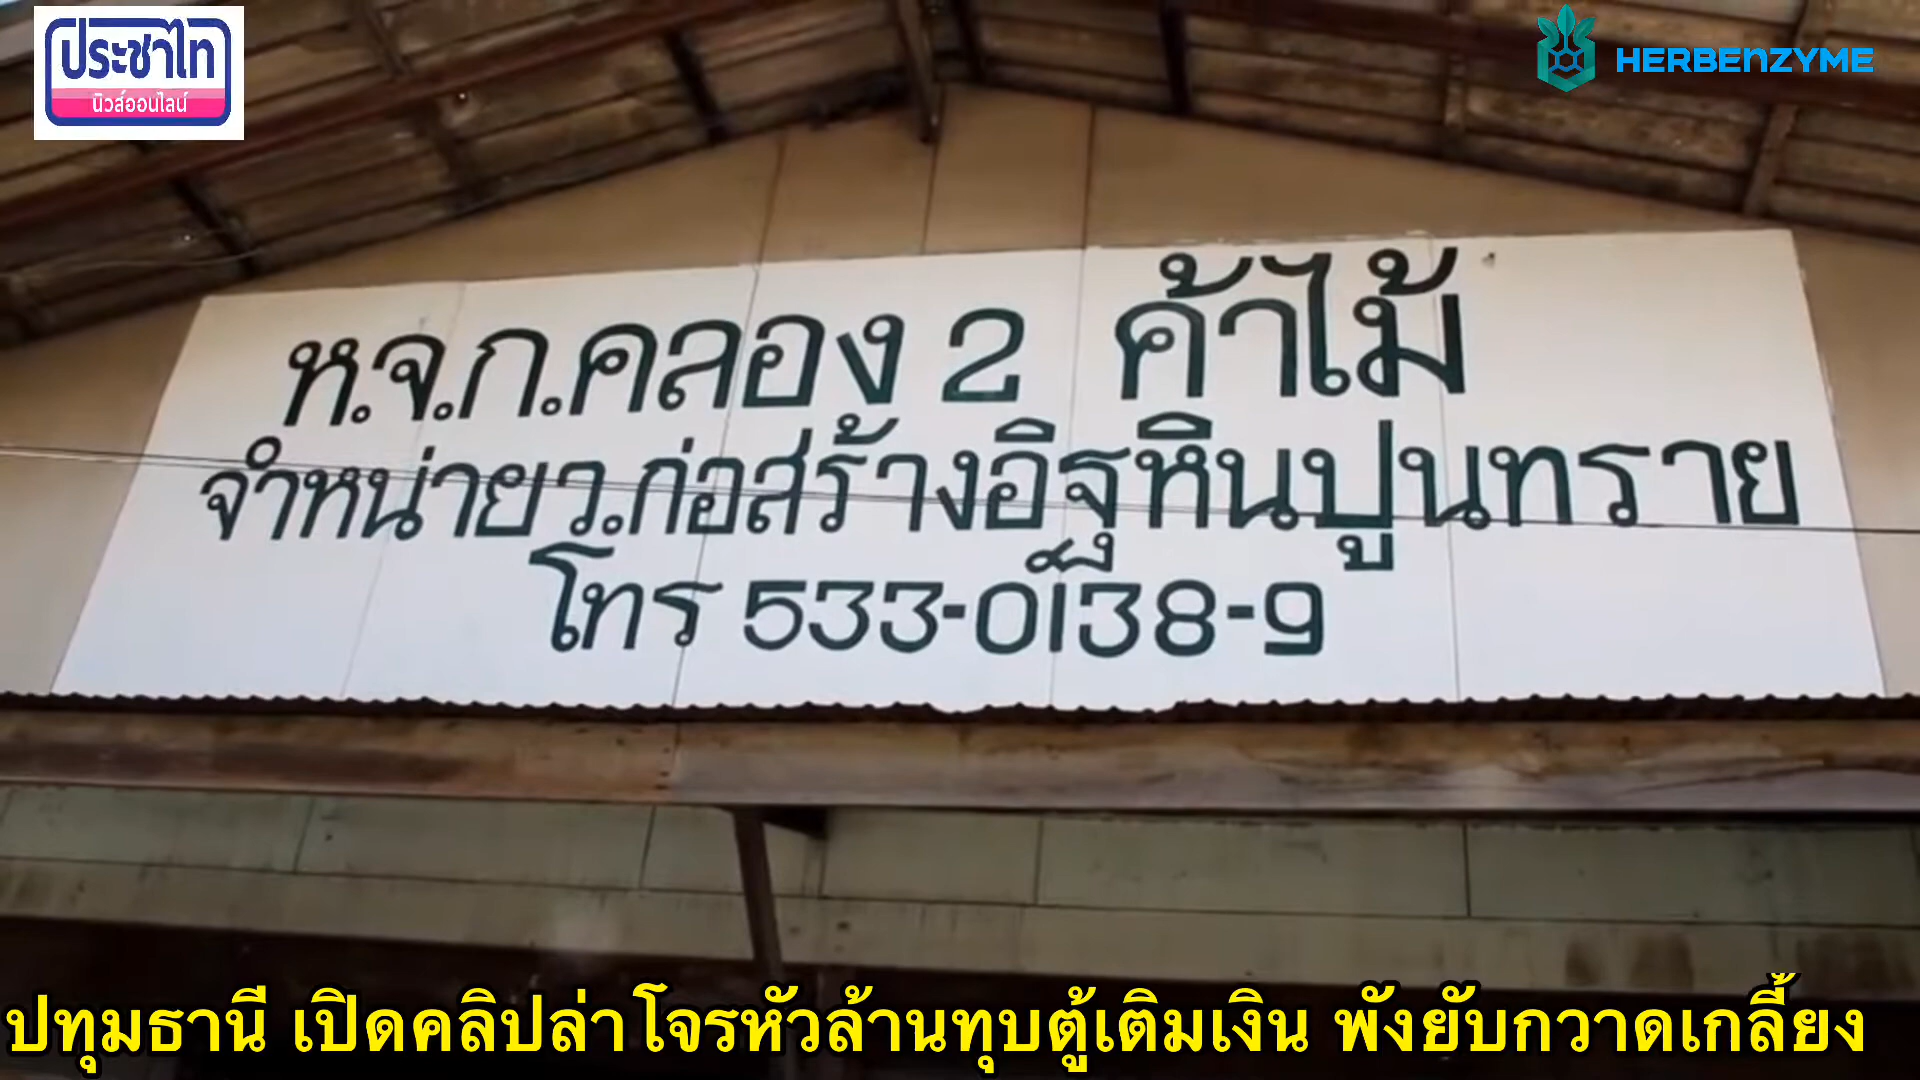 ประชาไท
นิวส์ออนไลน์
HERBENZYME
ห.จ.ก.คลอง 2 ค้าไม้
จำหน่ายว.ก่อสร้างอิฐหินปูนทราย
โทร 533-0138-9
ปทุมธานี เปิดคลิปล่าโจรหัวล้านทุบตู้เติมเงิน พังยับกวาดเกลี้ยง